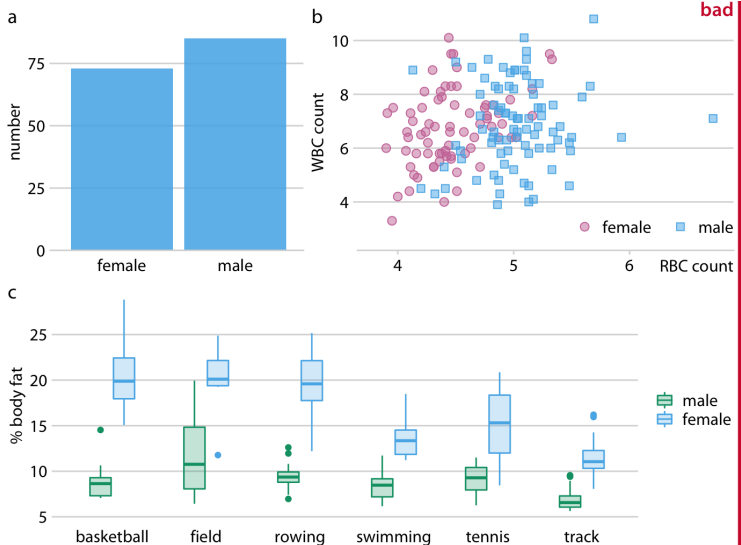 bad
a
number
75
50
25
0
female male
b
WBC count
10
8
6
4
female male
4 5 6 RBC count
c
% body fat
25
20
15
10
5
basketball field rowing swimming tennis track
male
female